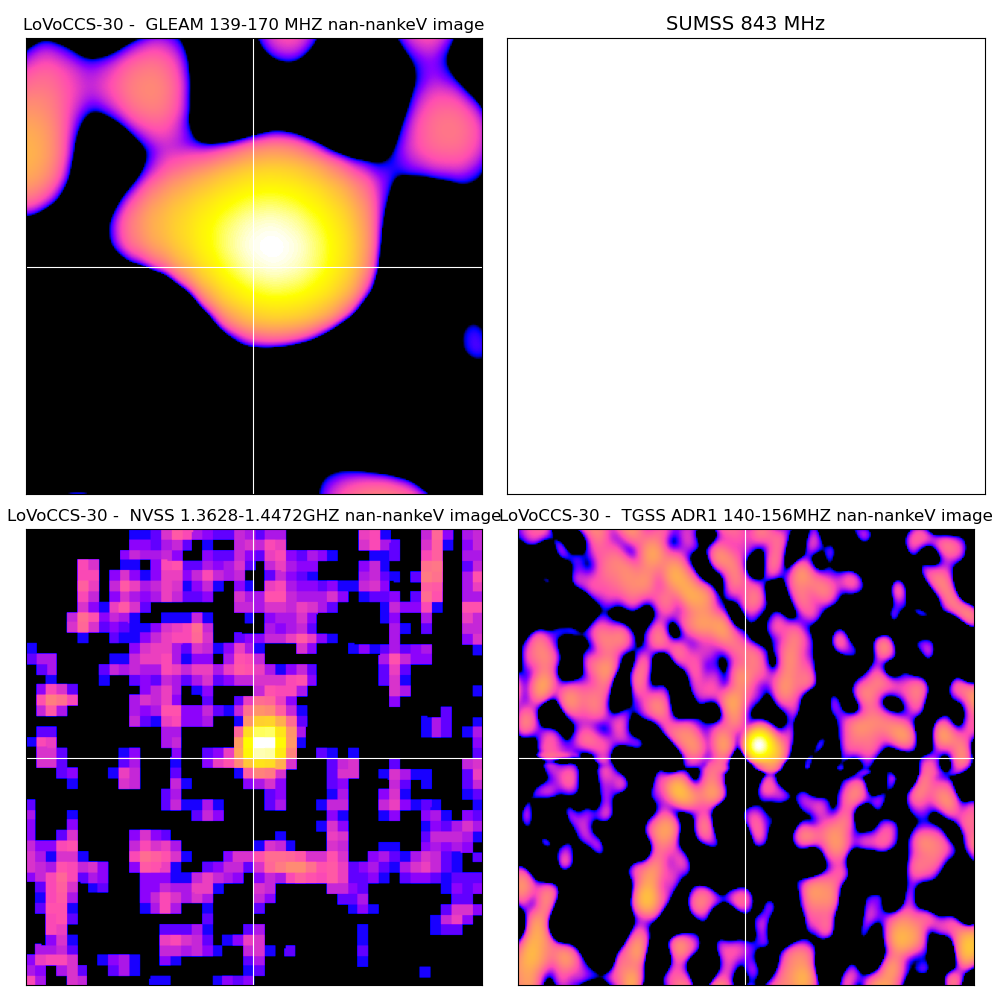 LoVoCCS-30 -  GLEAM 139-170 MHZ nan-nankeV image
SUMSS 843 MHz
LoVoCCS-30 -  NVSS 1.3628-1.4472GHZ nan-nankeV image
LoVoCCS-30 -  TGSS ADR1 140-156MHZ nan-nankeV image